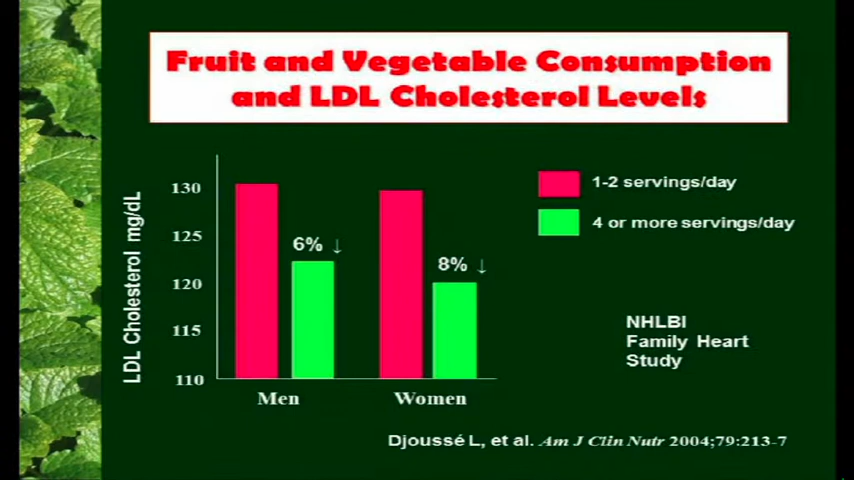 Fruit and Vegetable Consumption
and LDL Cholesterol Levels
LDL Cholesterol mg/dL
130
125
120
115
110
6% ↓
8% ↓
Men
Women
1-2 servings/day
4 or more servings/day
NHLBI
Family Heart
Study
Djoussé L, et al. Am J Clin Nutr 2004;79:213-7